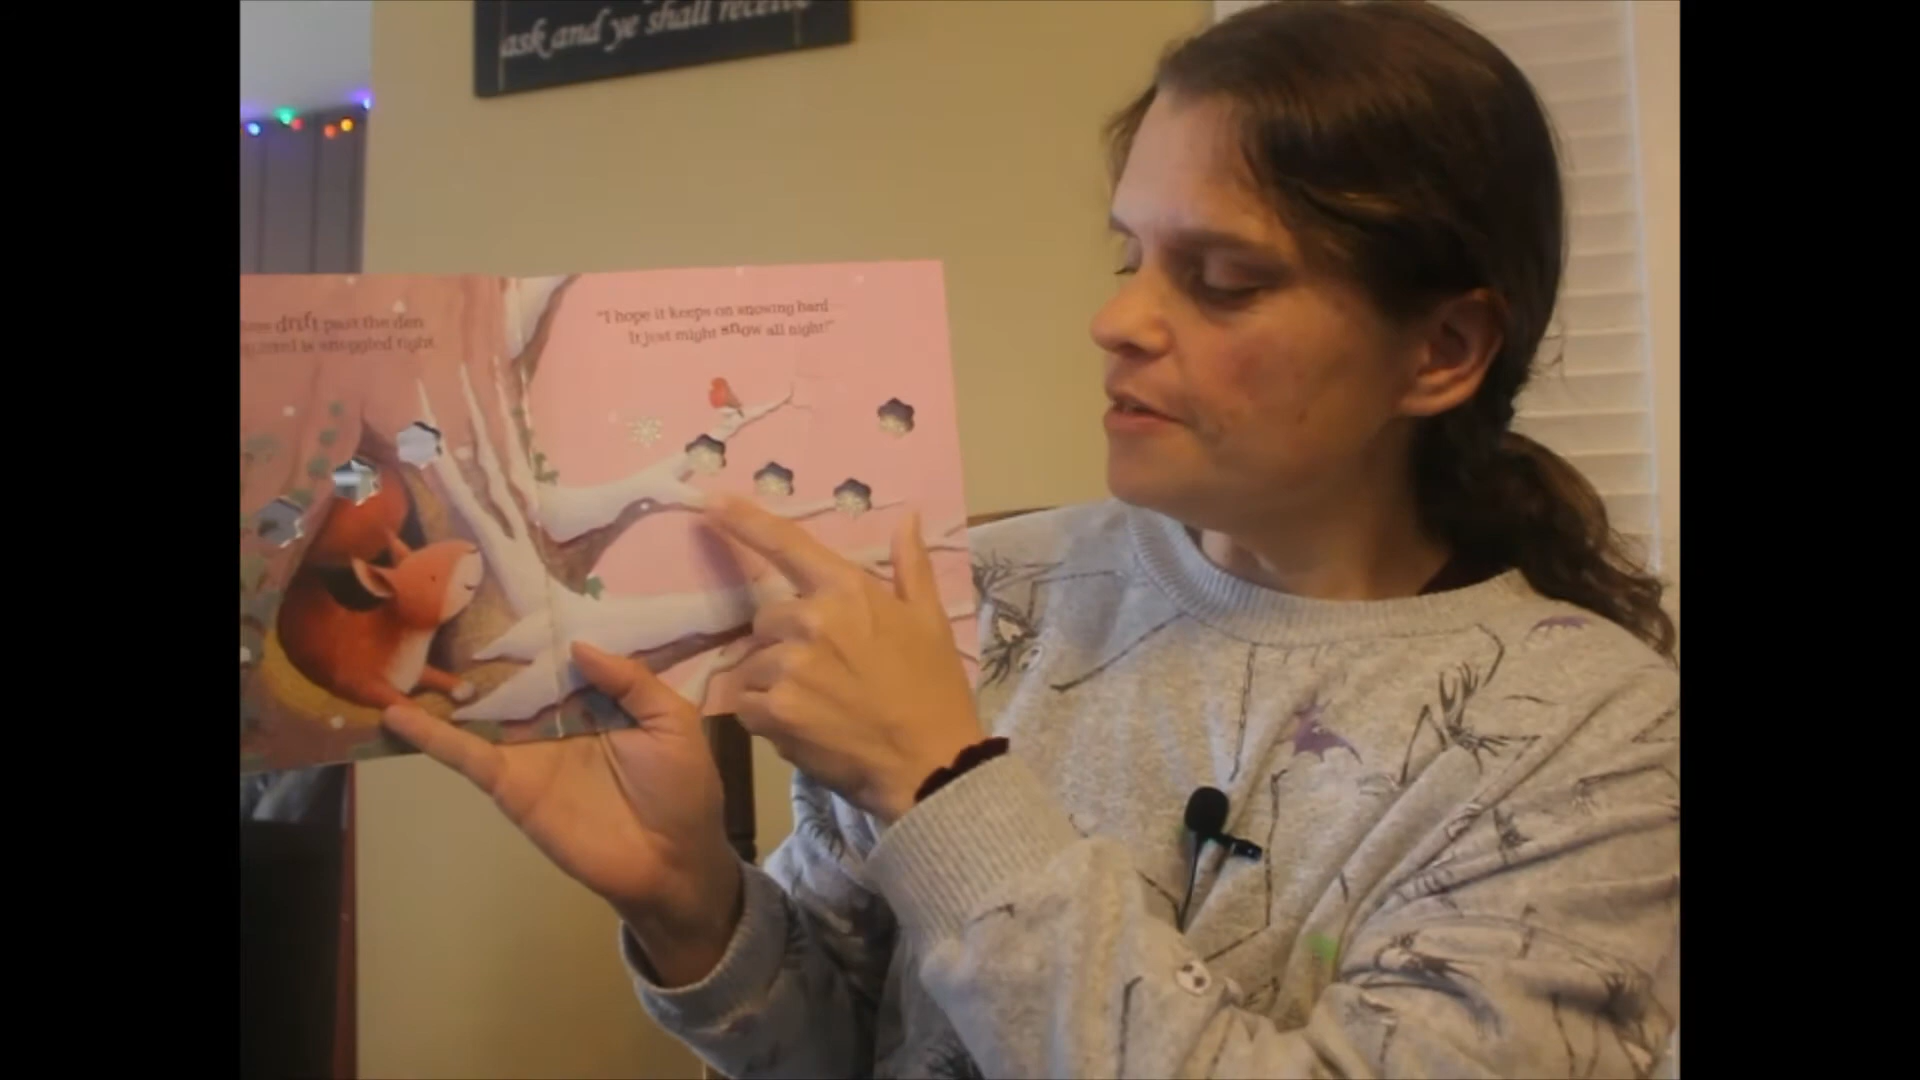 ask and ye shall receive
drift past the den
is snuggled tight
"I hope it keeps on snowing hard
It just might snow all night!"